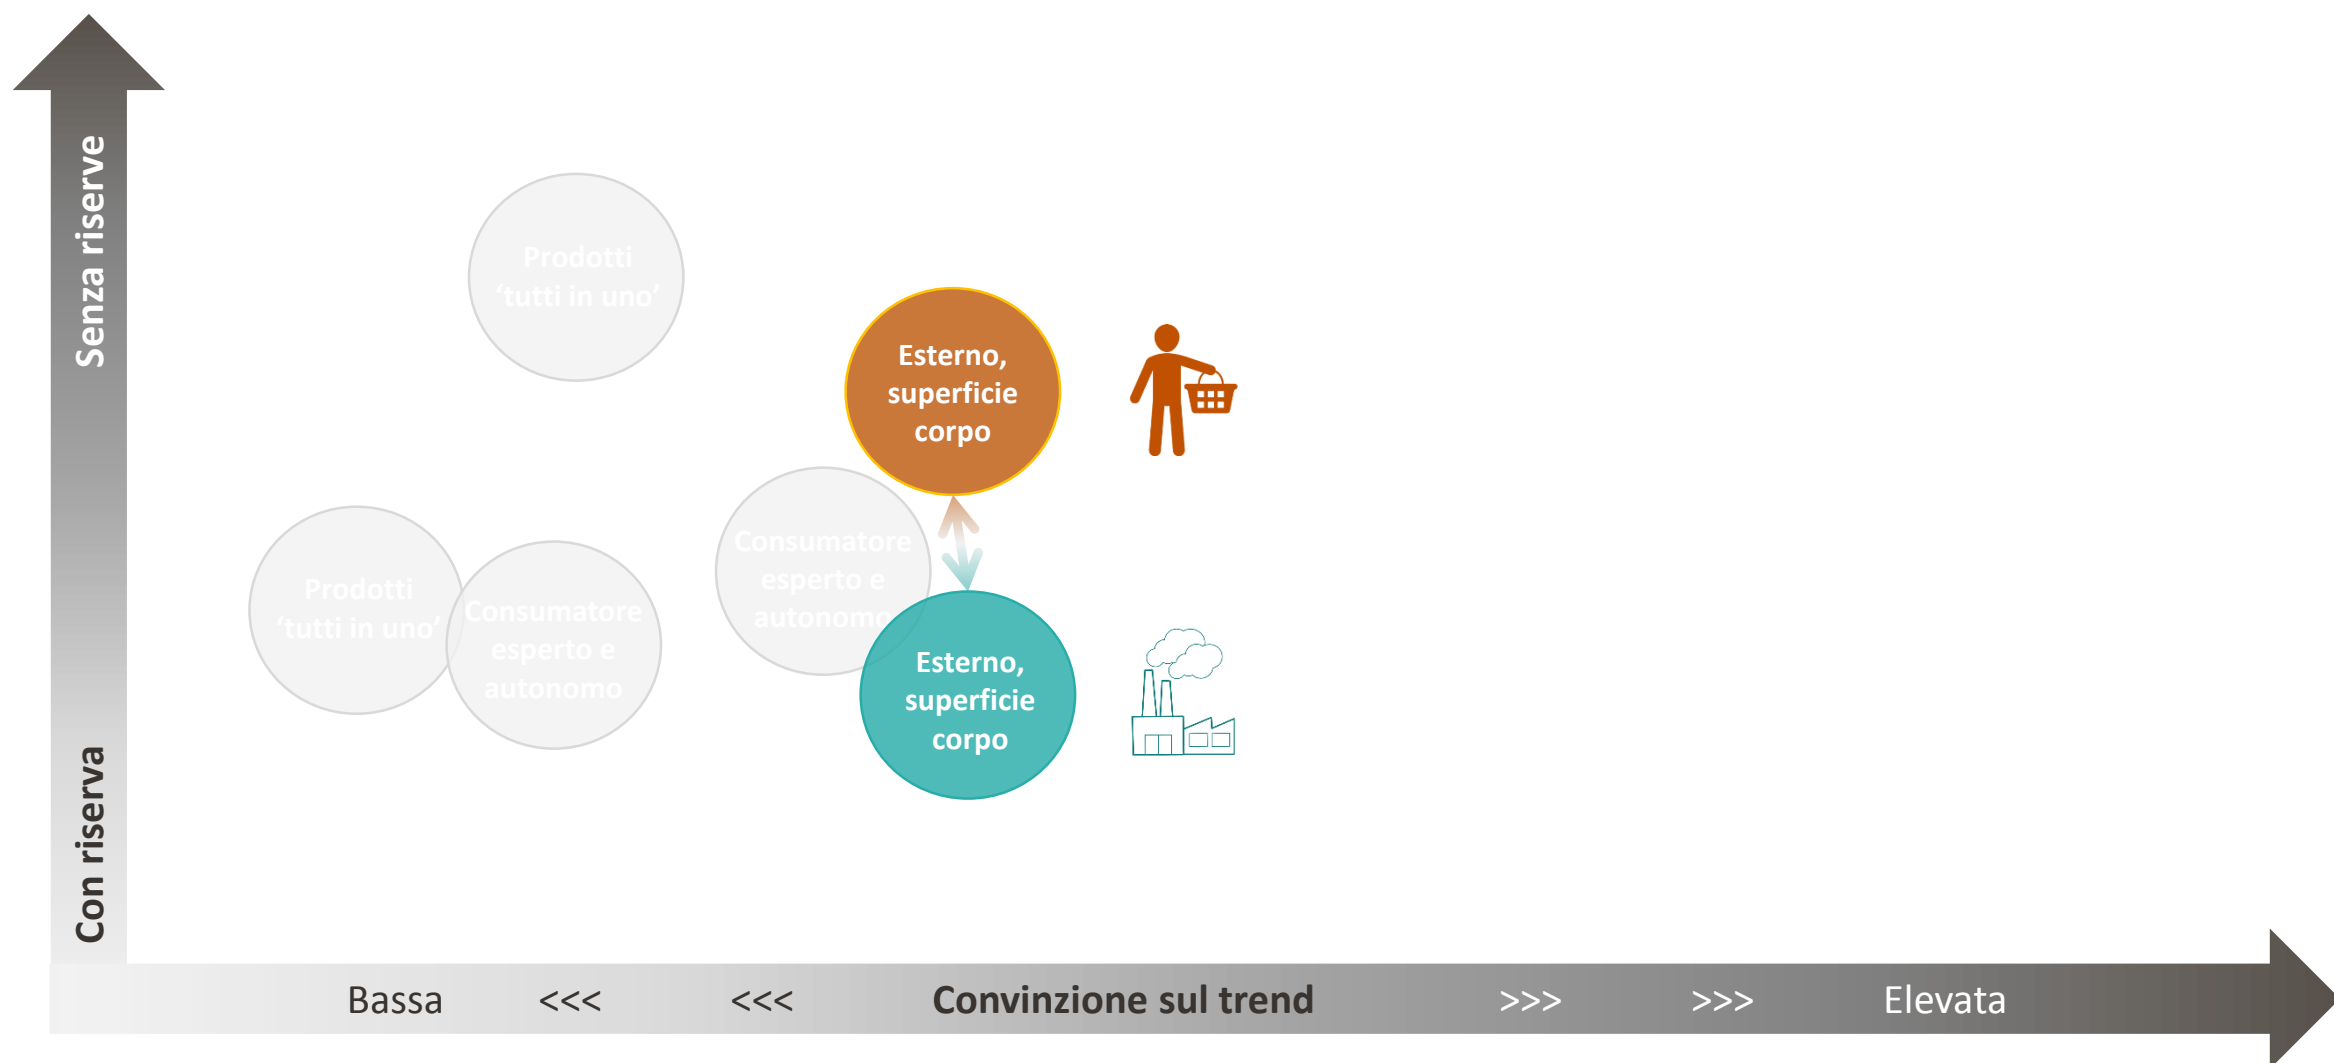 Senza riserve
Con riserva
Prodotti
‘tutti in uno’
Esterno,
superficie
corpo
Consumatore
esperto e
autonomo
Prodotti
‘tutti in uno’
Consumatore
esperto e
autonomo
Esterno,
superficie
corpo
Bassa <<< <<< Convinzione sul trend >>> >>> Elevata